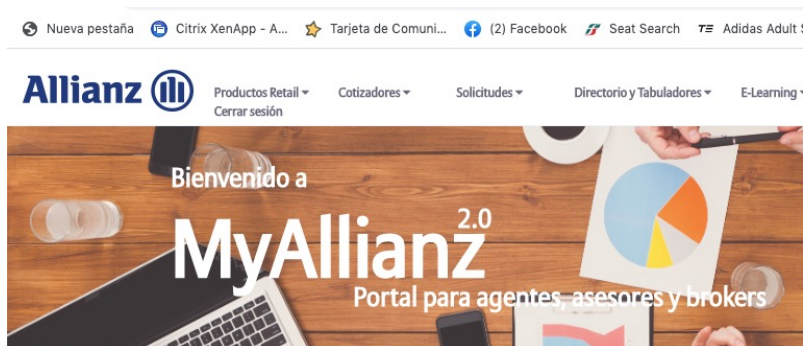 Nueva pestaña Citrix XenApp - A... Tarjeta de Comuni... (2) Facebook Seat Search TE Adidas Adult S
Allianz Productos Retail Cotizadores Solicitudes Directorio y Tabuladores E-Learning
Cerrar sesión
Bienvenido a
MyAllianz 2.0
Portal para agentes, asesores y brokers